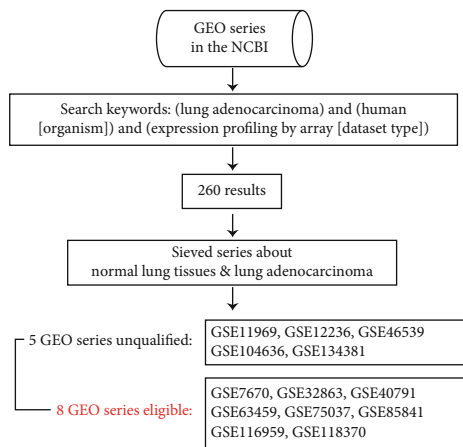 GEO series
in the NCBI
Search keywords: (lung adenocarcinoma) and (human
[organism]) and (expression profiling by array [dataset type])
260 results
Sieved series about
normal lung tissues & lung adenocarcinoma
5 GEO series unqualified:
GSE11969, GSE12236, GSE46539
GSE104636, GSE134381
8 GEO series eligible:
GSE7670, GSE32863, GSE40791
GSE63459, GSE75037, GSE85841
GSE116959, GSE118370